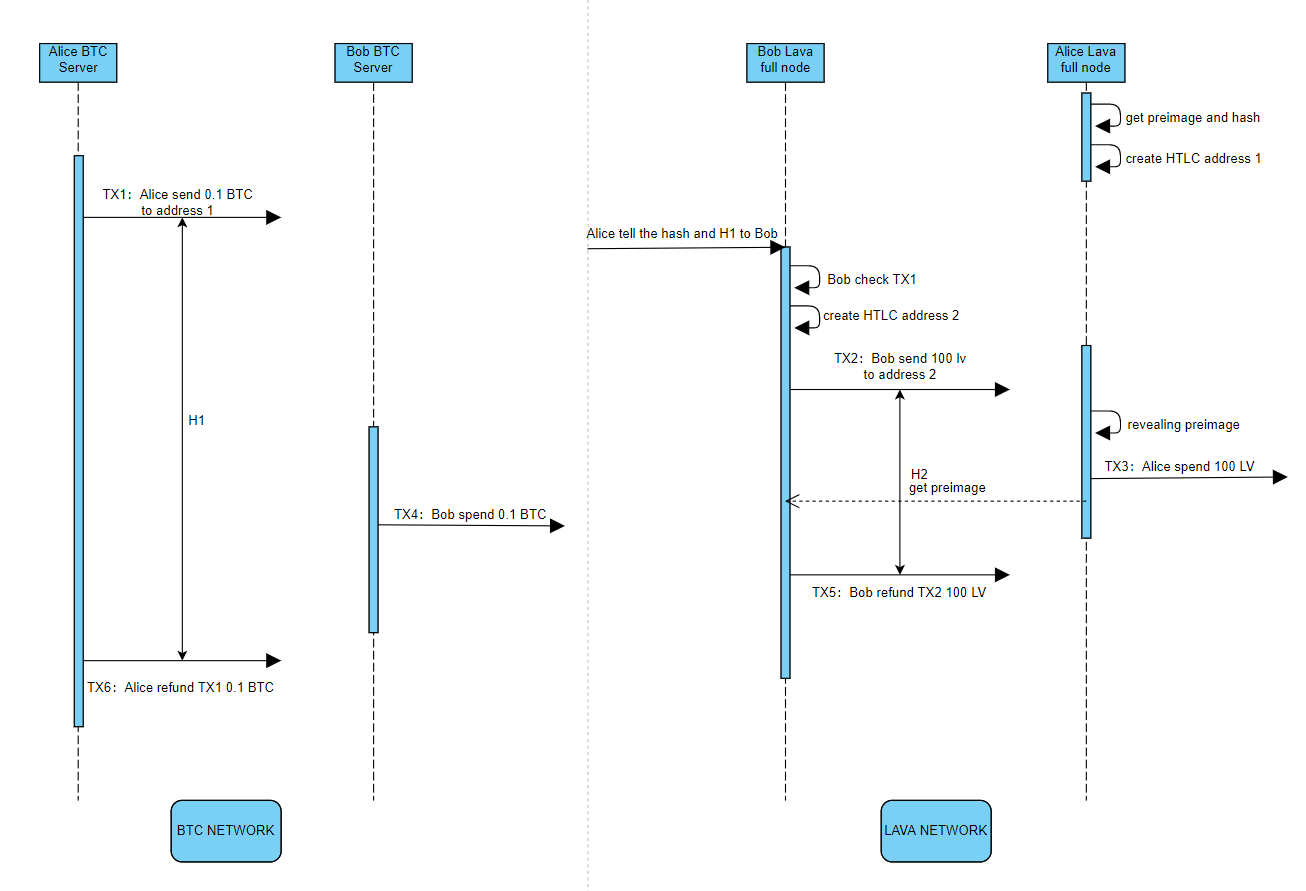 Alice BTC
Server
Bob BTC
Server
Bob Lava
full node
Alice Lava
full node
get preimage and hash
create HTLC address 1
TX1: Alice send 0.1 BTC
to address 1
Alice tell the hash and H1 to Bob
Bob check TX1
create HTLC address 2
TX2: Bob send 100 lv
to address 2
H1
revealing preimage
TX3: Alice spend 100 LV
H2
get preimage
TX4: Bob spend 0.1 BTC
TX5: Bob refund TX2 100 LV
TX6: Alice refund TX1 0.1 BTC
BTC NETWORK
LAVA NETWORK